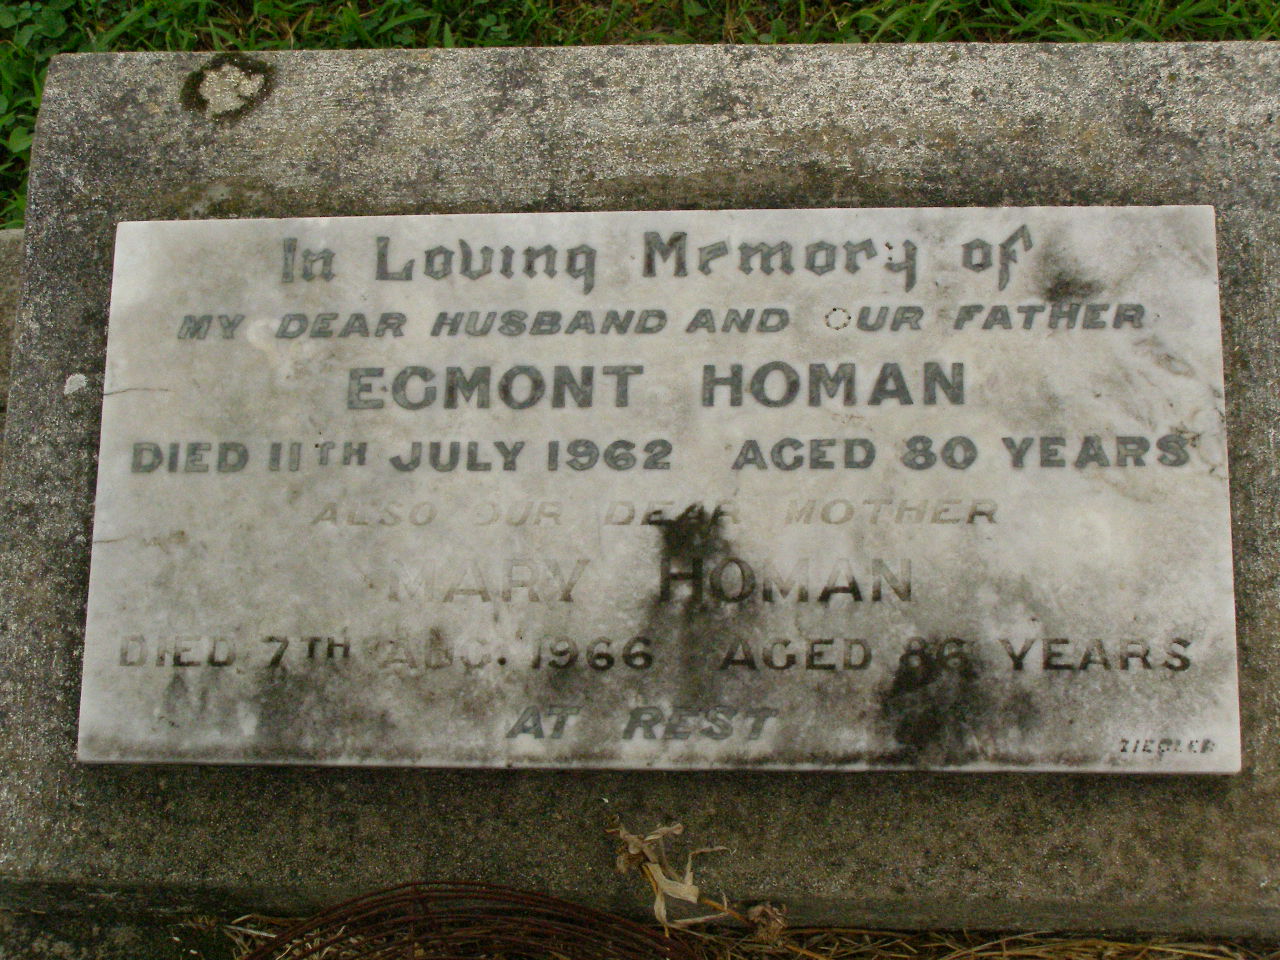 In Loving Memory of
MY DEAR HUSBAND AND OUR FATHER
EGMONT HOMAN
DIED 11TH JULY 1962 AGED 80 YEARS
ALSO OUR DEAR MOTHER
MARY HOMAN
DIED 7TH AUG. 1966 AGED 86 YEARS
AT REST
ZIEGLER